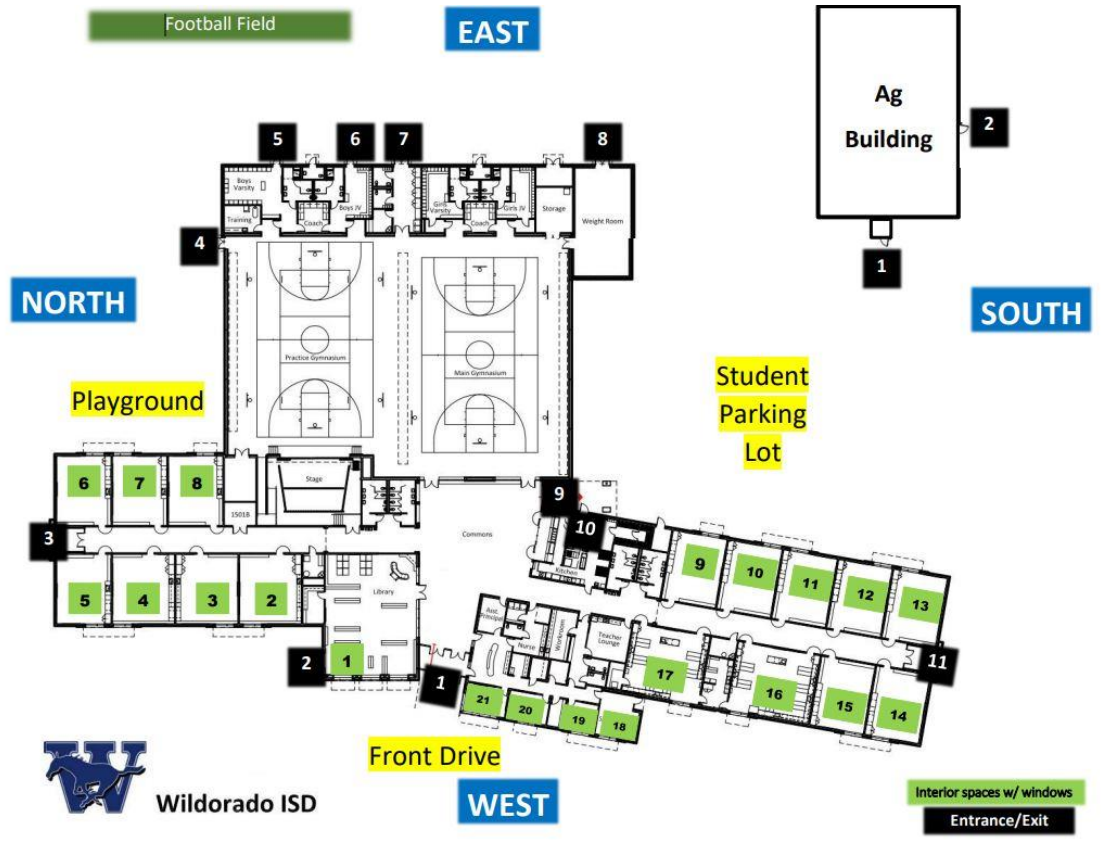 Football Field
EAST
Ag
Building
2
1
5
6
7
8
Boys
Varsity
Training
Coach
Boys JV
Girls
Varsity
Coach
Girls JV
Storage
Weight Room
4
NORTH
SOUTH
Practice Gymnasium
Main Gymnasium
Playground
Student
Parking
Lot
6
7
8
Stage
1501B
9
10
Commons
Kitchen
3
5
4
3
2
Library
1
2
1
Asst.
Principal
Nurse
Workroom
Teacher
Lounge
9
10
11
12
13
11
17
16
15
14
21
20
19
18
Front Drive
WEST
W
Wildorado ISD
Interior spaces w/ windows
Entrance/Exit